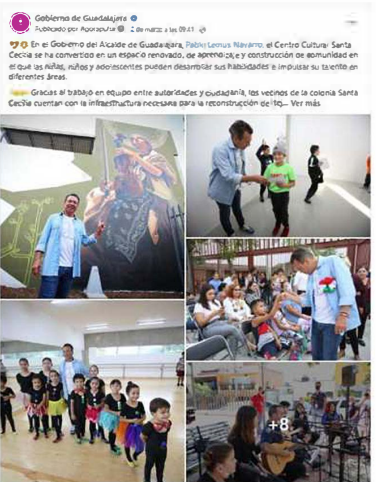 Gobierno de Guadalajara
Publicado por Agorapulse
2 de marzo a las 09:41
En el Gobierno del Alcalde de Guadalajara, Pablo Lemus Navarro, el Centro Cultural Santa
Cecilia se ha convertido en un espacio renovado, de aprendizaje y construcción de comunidad en
el que las niñas, niños y adolescentes pueden desarrollar sus habilidades e impulsar su talento en
diferentes áreas.
Gracias al trabajo en equipo entre autoridades y ciudadanía, los vecinos de la colonia Santa
Cecilia cuentan con la infraestructura necesaria para la reconstrucción de ... Ver más
+8